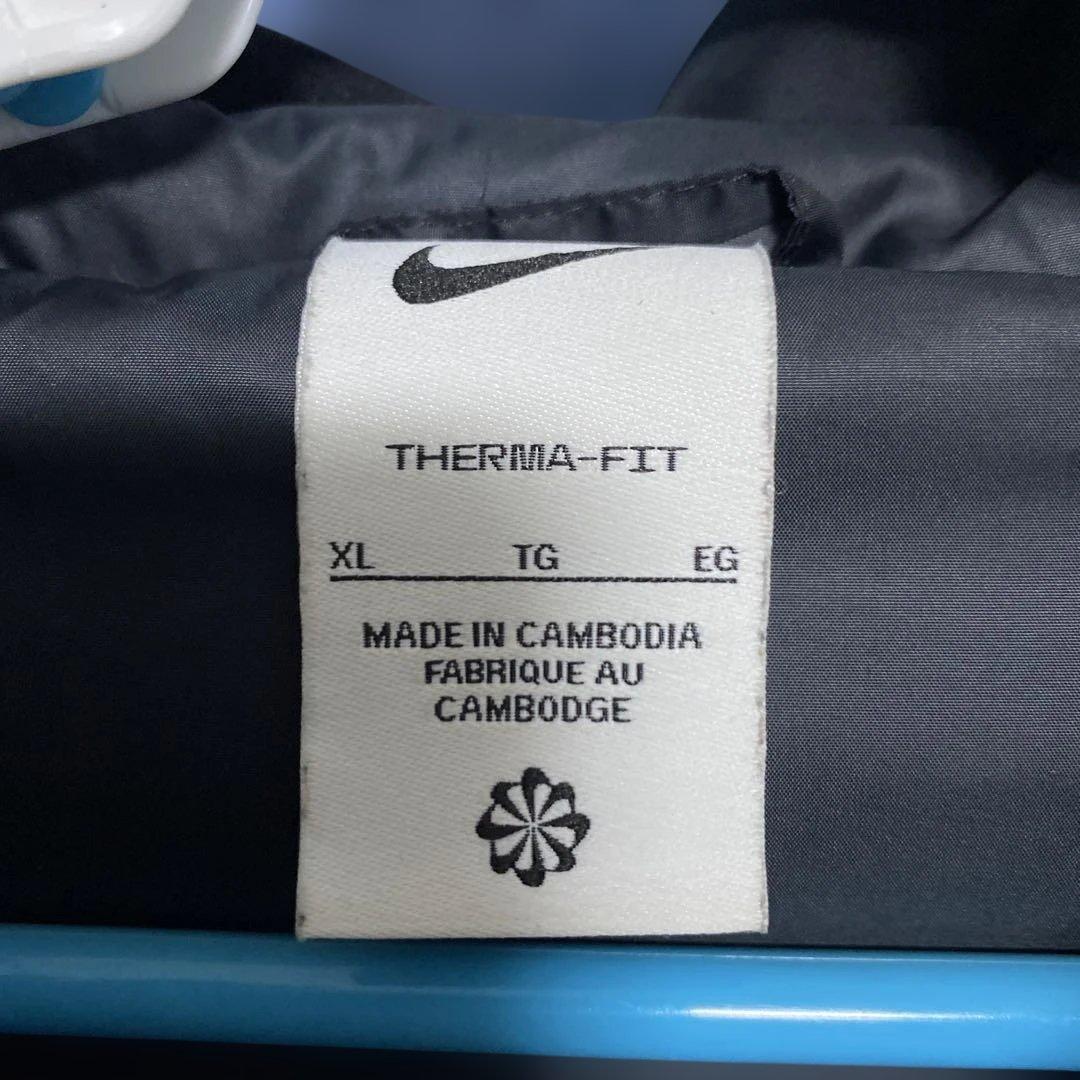 THERMA-FIT
XL TG EG
MADE IN CAMBODIA
FABRIQUE AU
CAMBODGE